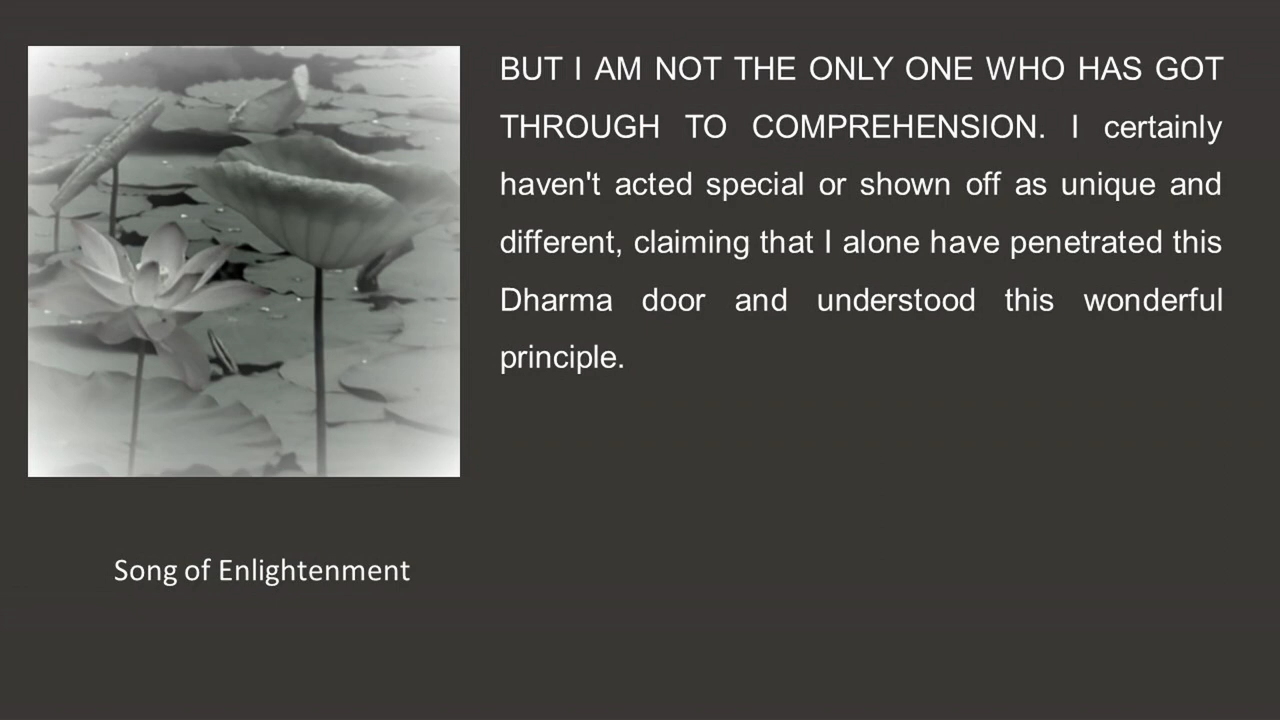 BUT I AM NOT THE ONLY ONE WHO HAS GOT
THROUGH TO COMPREHENSION. I certainly
haven't acted special or shown off as unique and
different, claiming that I alone have penetrated this
Dharma door and understood this wonderful
principle.
Song of Enlightenment